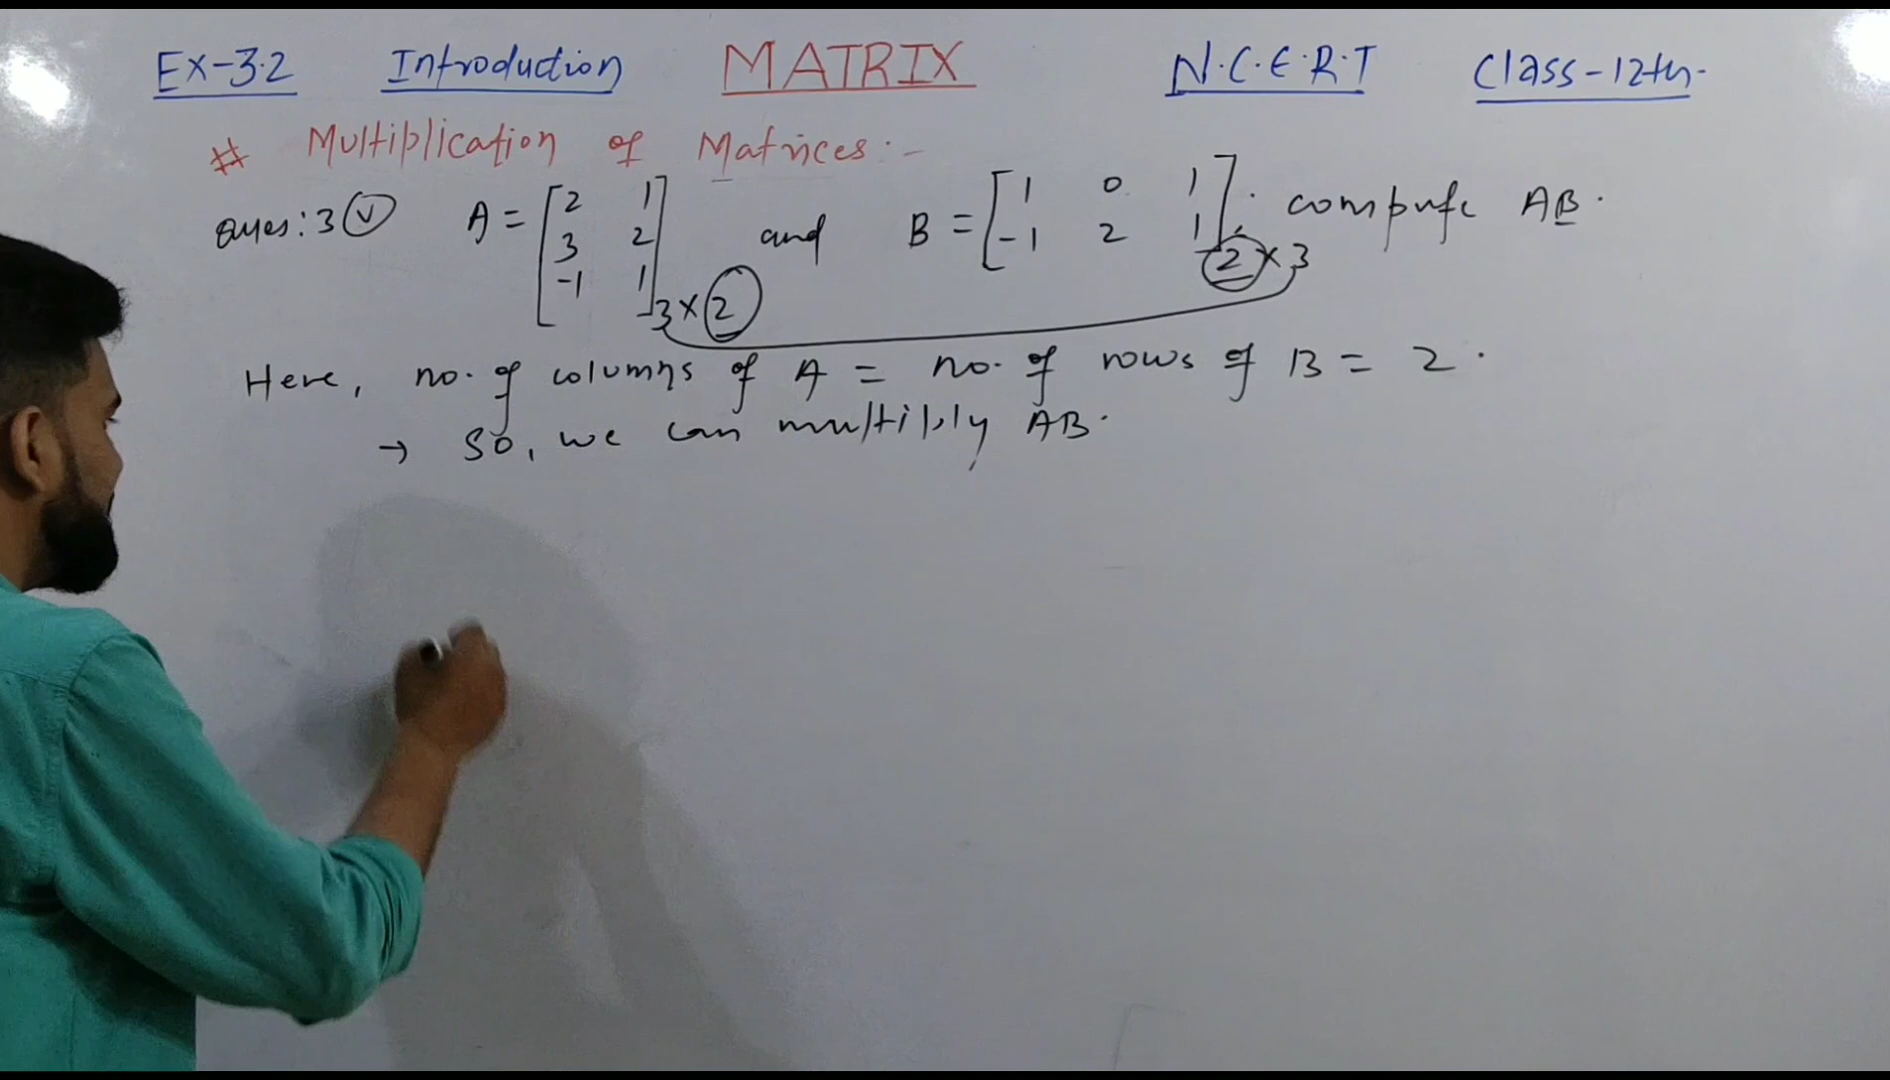 Ex-3.2 Introduction MATRIX N.C.E.R.T Class-12th.
# Multiplication of Matrices:-
Ques:3 (v) A = [2 1 and B = [1 0 1]. compute AB.
3 2 -1 2 1
-1 1] 3×2 2×3
Here, no. of columns of A = no. of rows of B = 2.
→ So, we can multiply AB.